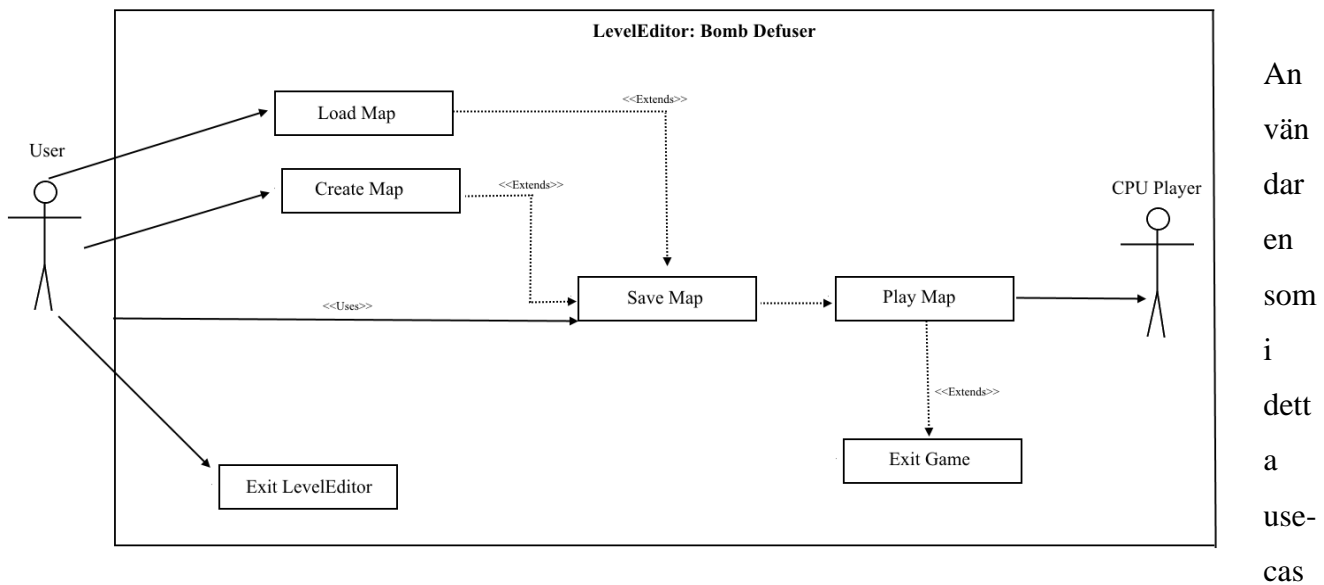 LevelEditor: Bomb Defuser
Load Map
<<Extends>>
User
Create Map
<<Extends>>
CPU Player
Save Map
Play Map
<<Uses>>
<<Extends>>
Exit Game
Exit LevelEditor
An
vän
dar
en
som
i
dett
a
use-
cas